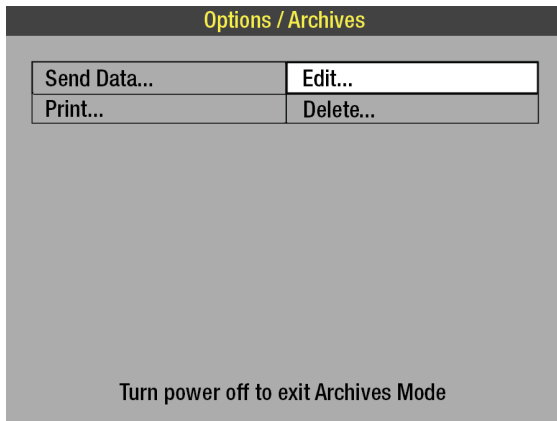 Options / Archives
Send Data... Edit...
Print... Delete...
Turn power off to exit Archives Mode